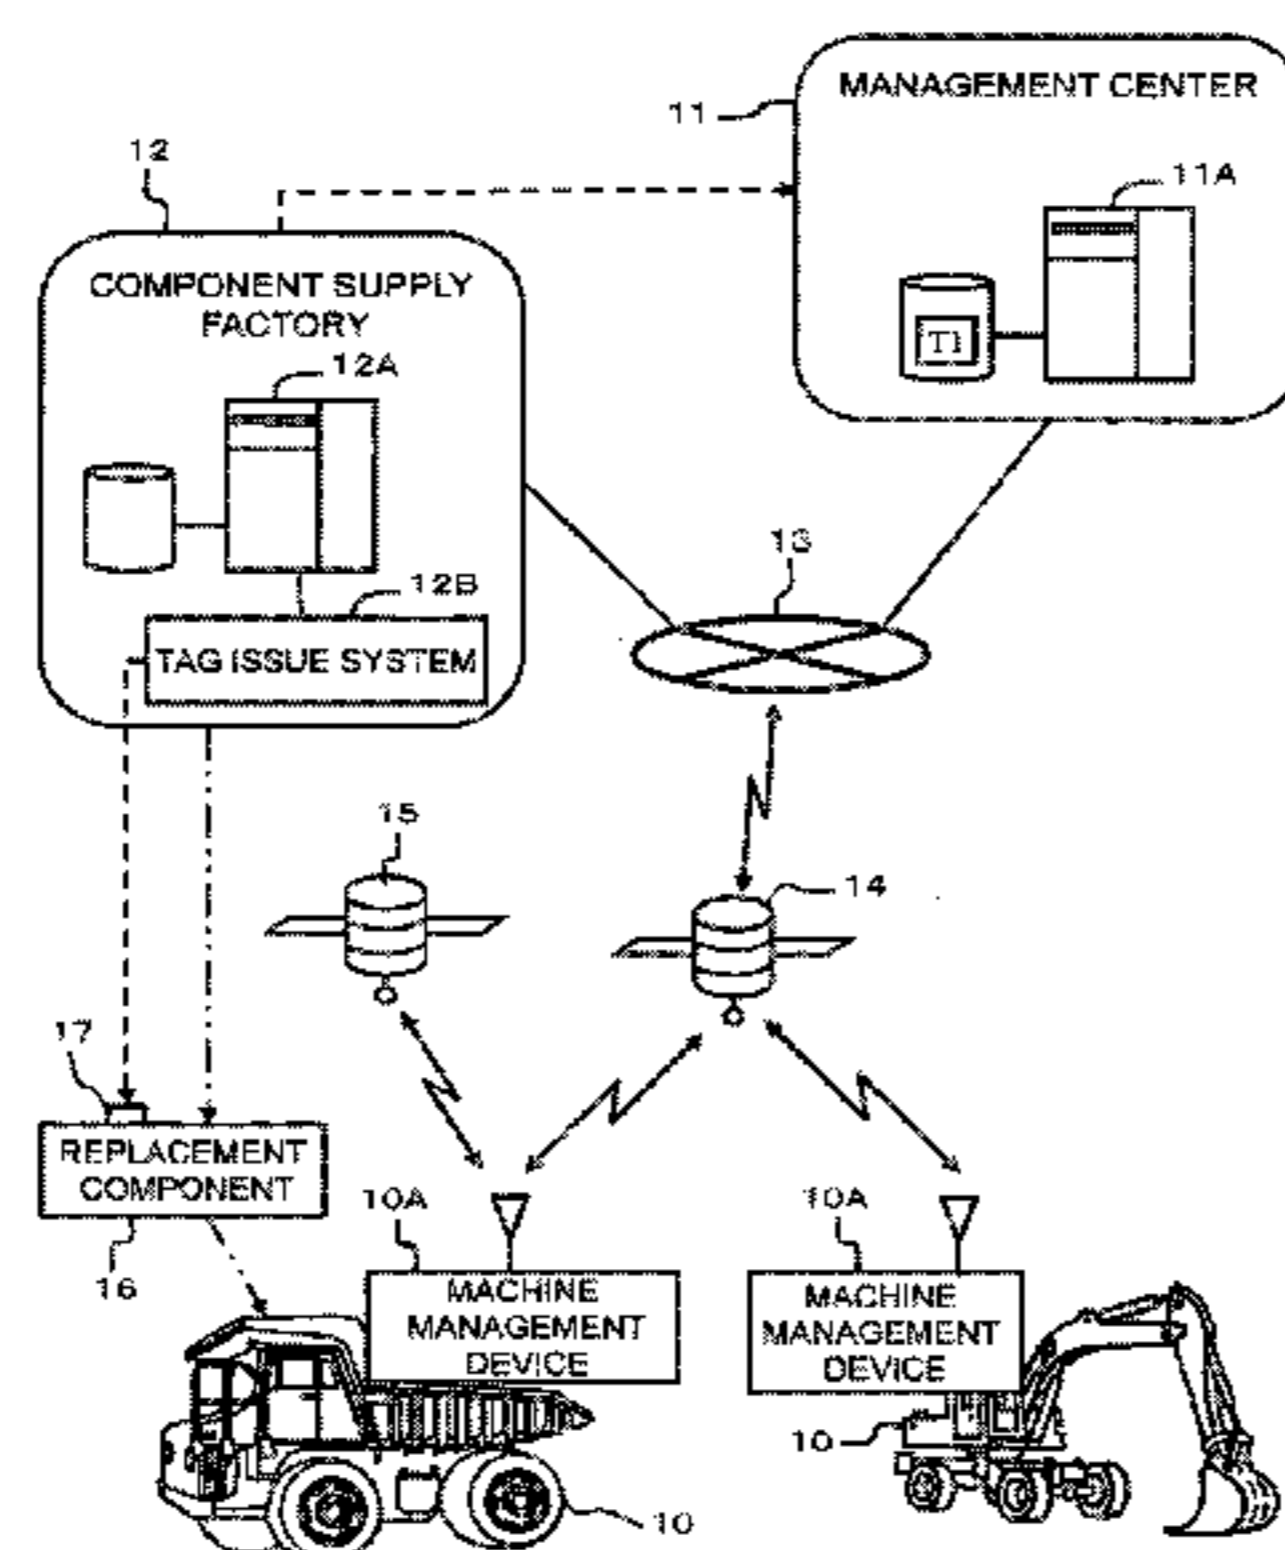 MANAGEMENT CENTER
11
11A
T1
12
COMPONENT SUPPLY
FACTORY
12A
12B
TAG ISSUE SYSTEM
13
15
14
17
REPLACEMENT
COMPONENT
16
10A
MACHINE
MANAGEMENT
DEVICE
10A
MACHINE
MANAGEMENT
DEVICE
10
10